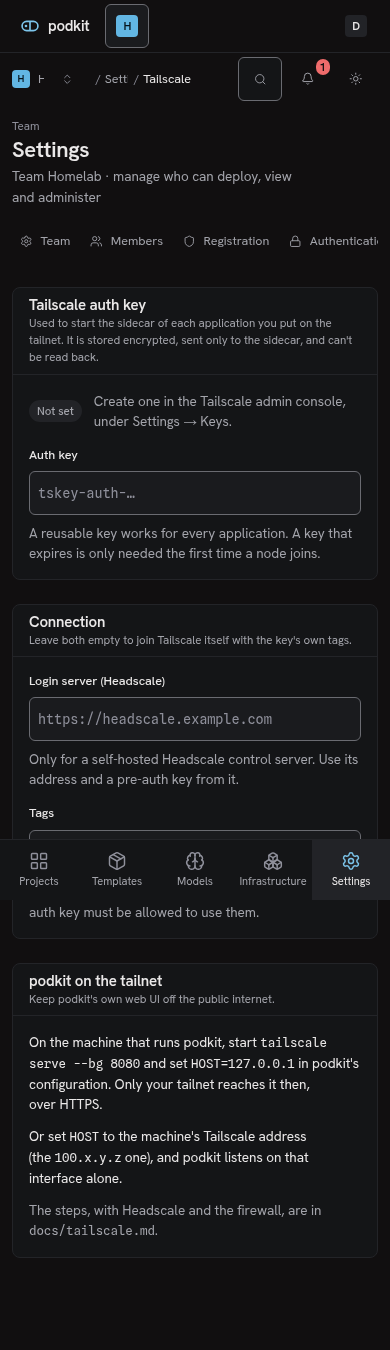 podkit
H
D
H
H
/ Sett / Tailscale
1
Team
Settings
Team Homelab · manage who can deploy, view
and administer
Team
Members
Registration
Authenticati
Tailscale auth key
Used to start the sidecar of each application you put on the
tailnet. It is stored encrypted, sent only to the sidecar, and can't
be read back.
Not set
Create one in the Tailscale admin console,
under Settings → Keys.
Auth key
tskey-auth-…
A reusable key works for every application. A key that
expires is only needed the first time a node joins.
Connection
Leave both empty to join Tailscale itself with the key's own tags.
Login server (Headscale)
https://headscale.example.com
Only for a self-hosted Headscale control server. Use its
address and a pre-auth key from it.
Tags
Projects
Templates
Models
Infrastructure
Settings
auth key must be allowed to use them.
podkit on the tailnet
Keep podkit's own web UI off the public internet.
On the machine that runs podkit, start tailscale
serve --bg 8080 and set HOST=127.0.0.1 in podkit's
configuration. Only your tailnet reaches it then,
over HTTPS.
Or set HOST to the machine's Tailscale address
(the 100.x.y.z one), and podkit listens on that
interface alone.
The steps, with Headscale and the firewall, are in
docs/tailscale.md.